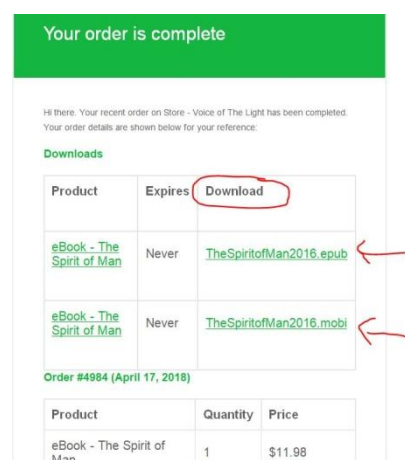 Your order is complete
Hi there. Your recent order on Store - Voice of The Light has been completed.
Your order details are shown below for your reference:
Downloads
Product Expires Download
eBook - The Never TheSpiritofMan2016.epub
Spirit of Man
eBook - The Never TheSpiritofMan2016.mobi
Spirit of Man
Order #4984 (April 17, 2018)
Product Quantity Price
eBook - The Spirit of 1 $11.98
Man